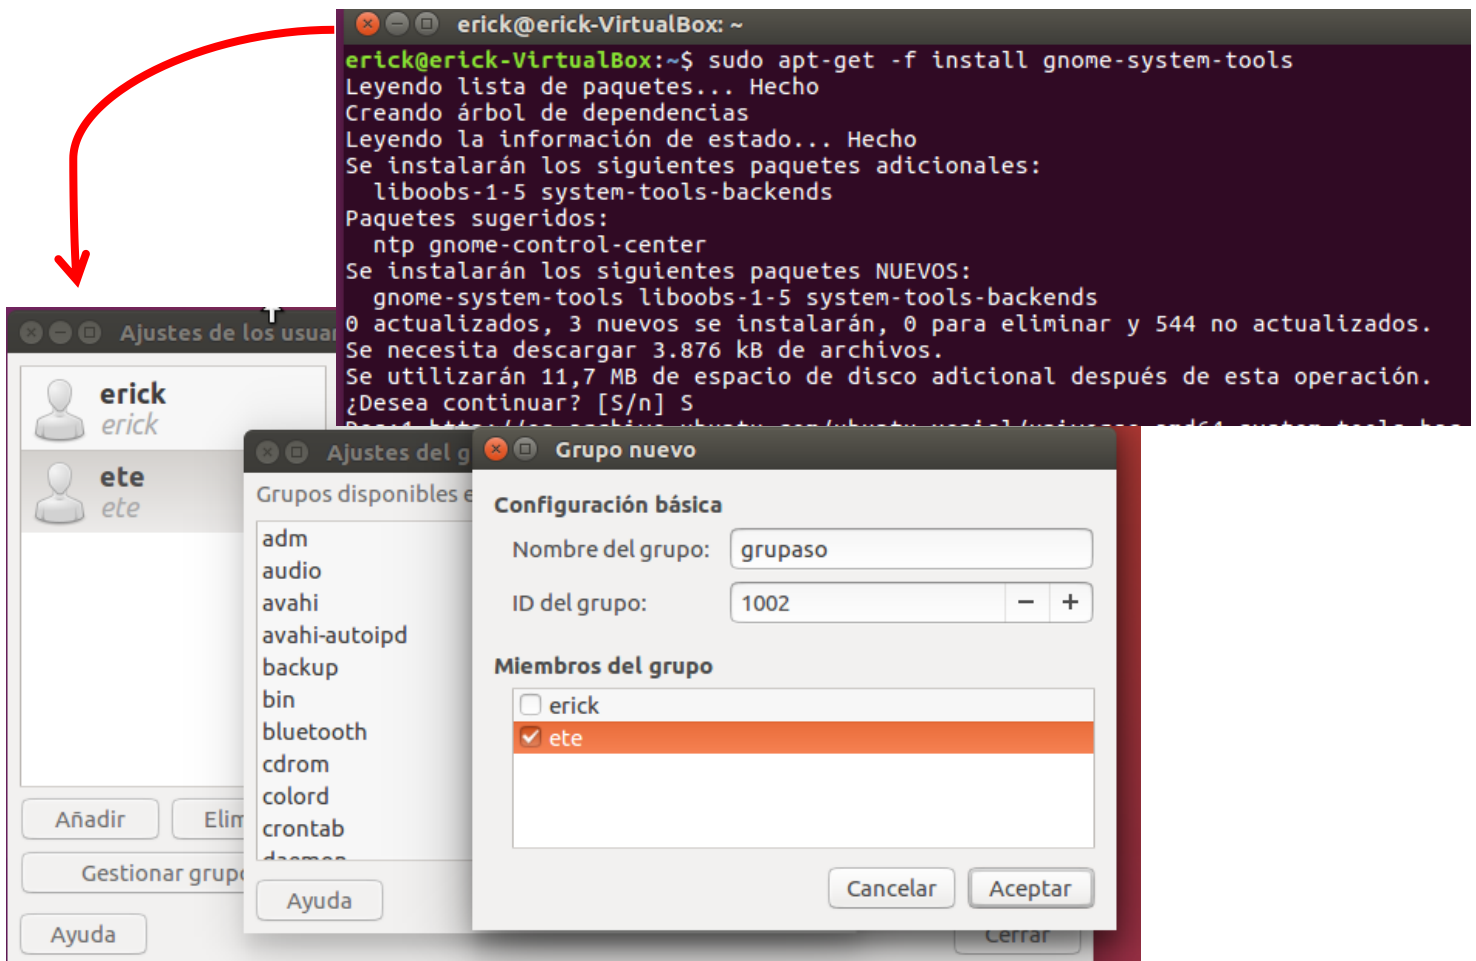 erick@erick-VirtualBox: ~
erick@erick-VirtualBox:~$ sudo apt-get -f install gnome-system-tools
Leyendo lista de paquetes... Hecho
Creando árbol de dependencias
Leyendo la información de estado... Hecho
Se instalarán los siguientes paquetes adicionales:
liboobs-1-5 system-tools-backends
Paquetes sugeridos:
ntp gnome-control-center
Se instalarán los siguientes paquetes NUEVOS:
gnome-system-tools liboobs-1-5 system-tools-backends
0 actualizados, 3 nuevos se instalarán, 0 para eliminar y 544 no actualizados.
Se necesita descargar 3.876 kB de archivos.
Se utilizarán 11,7 MB de espacio de disco adicional después de esta operación.
¿Desea continuar? [S/n] S
Ajustes de los usuar
erick
erick
ete
ete
Añadir
Elim
Gestionar grupo
Ayuda
Cerrar
Ajustes del g
Grupos disponibles e
adm
audio
avahi
avahi-autoipd
backup
bin
bluetooth
cdrom
colord
crontab
daemon
Ayuda
Grupo nuevo
Configuración básica
Nombre del grupo: grupaso
ID del grupo: 1002 − +
Miembros del grupo
erick
ete
Cancelar
Aceptar